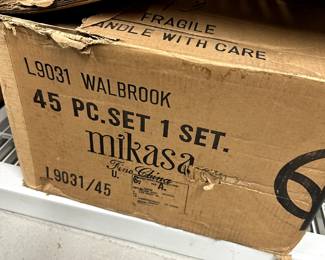 FRAGILE
HANDLE WITH CARE
L9031 WALBROOK
45 PC.SET 1 SET.
mikasa
Fine China
L9031/45